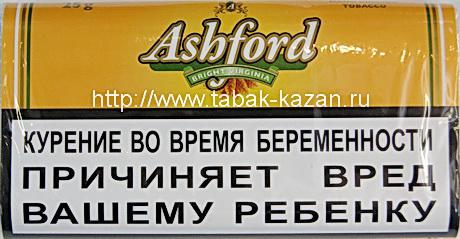 25 g
TOBACCO
Ashford
BRIGHT VIRGINIA
http://www.tabak-kazan.ru
КУРЕНИЕ ВО ВРЕМЯ БЕРЕМЕННОСТИ
ПРИЧИНЯЕТ ВРЕД
ВАШЕМУ РЕБЕНКУ